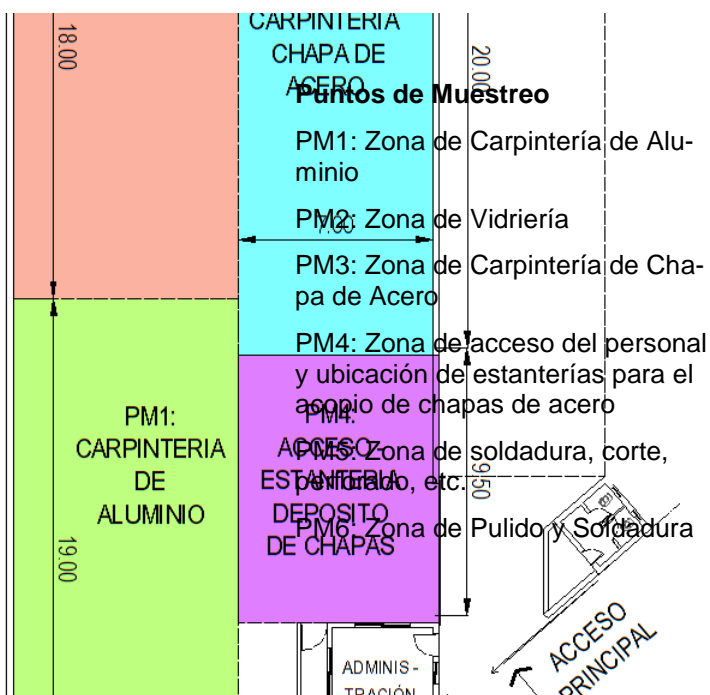 CARPINTERIA
CHAPA DE
ACERO
18.00
20.00
7.00
Puntos de Muestreo
PM1: Zona de Carpintería de Alu-
minio
PM2: Zona de Vidriería
PM3: Zona de Carpintería de Cha-
pa de Acero
PM4: Zona de acceso del personal
y ubicación de estanterías para el
acopio de chapas de acero
PM5: Zona de soldadura, corte,
perforado, etc.
PM6: Zona de Pulido y Soldadura
PM1:
CARPINTERIA
DE
ALUMINIO
PM4:
ACCESO-
ESTANTERIA
DEPOSITO
DE CHAPAS
9.50
19.00
ADMINIS-
TRACIÓN
ACCESO
PRINCIPAL